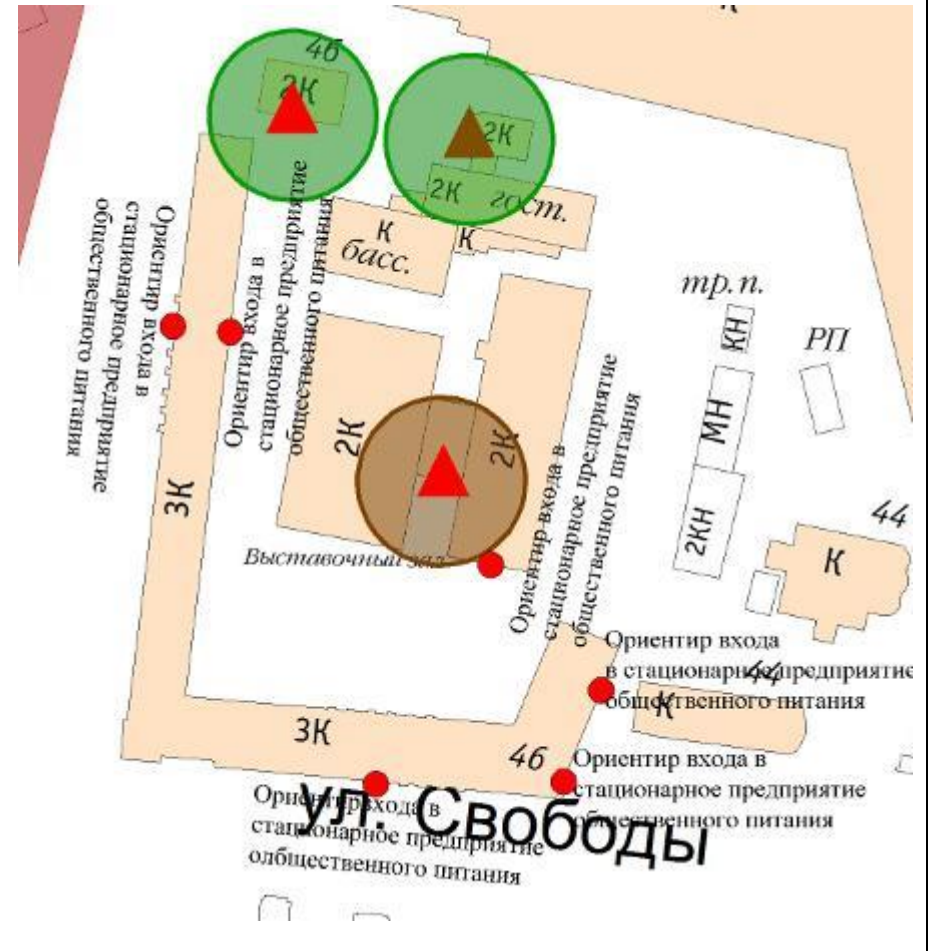 К
46
2К
2К
2К
гост.
К
басс.
К
Ориентир входа в
стационарное предприятие
общественного питания
Ориентир входа в
стационарное предприятие
общественного питания
тр. п.
КН
РП
МН
2КН
2К
2К
3К
Ориентир входа в
стационарное предприятие
общественного питания
Выставочный зал
44
К
Ориентир входа
в стационарное предприятие
общественного питания
44
К
3К
46
Ориентир входа в
стационарное предприятие
общественного питания
Ориентир входа в
стационарное предприятие
олбщественного питания
ул. Свободы